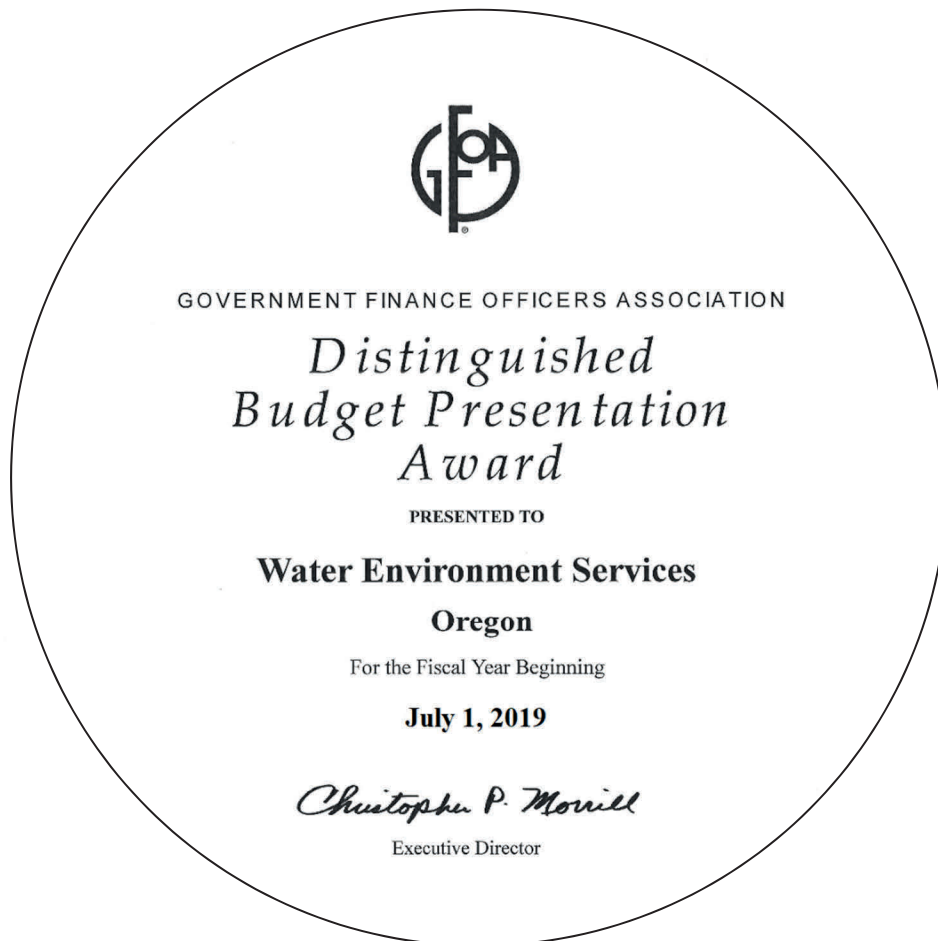 GFOA
GOVERNMENT FINANCE OFFICERS ASSOCIATION
Distinguished
Budget Presentation
Award
PRESENTED TO
Water Environment Services
Oregon
For the Fiscal Year Beginning
July 1, 2019
Christopher P. Morrill
Executive Director